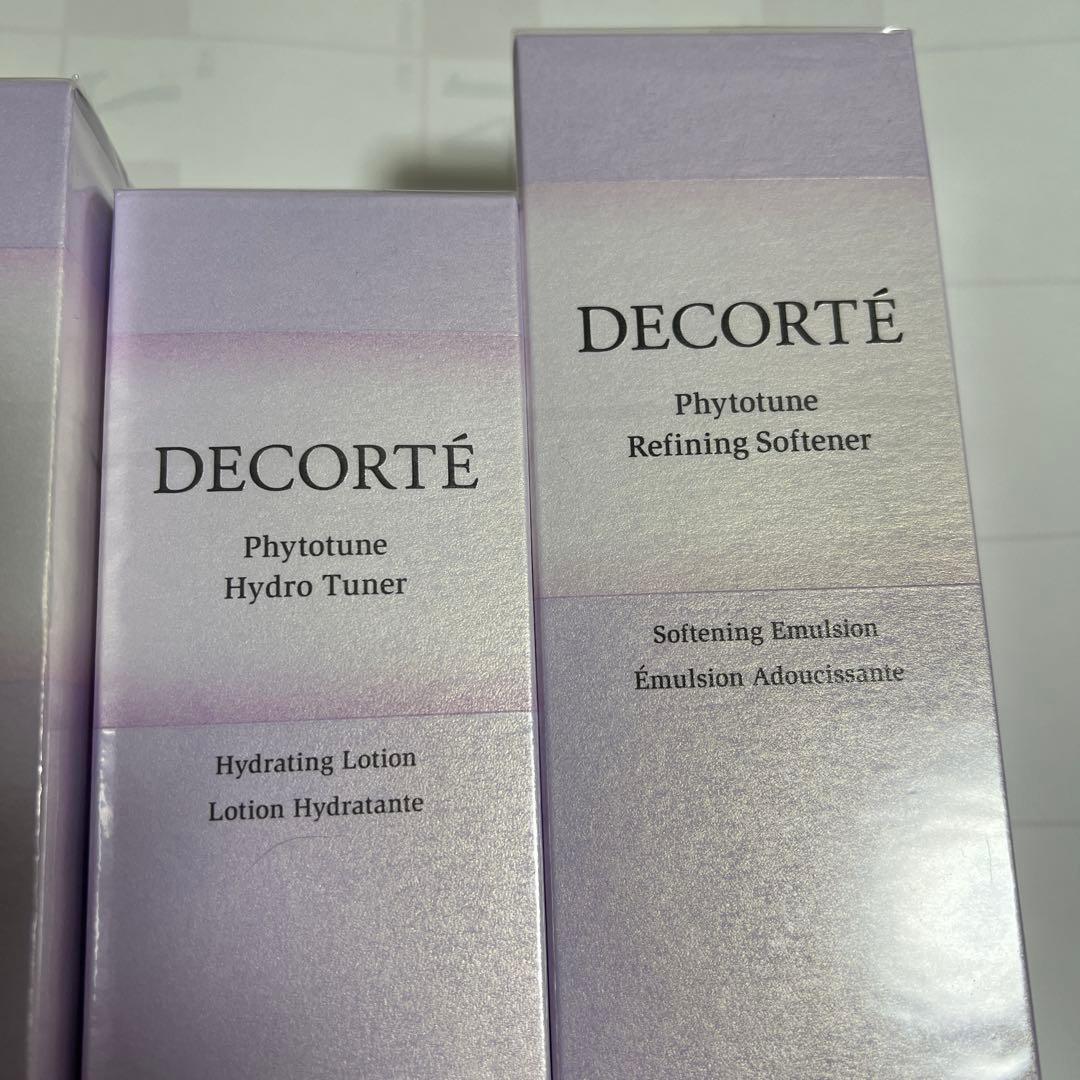 DECORTÉ
Phytotune
Hydro Tuner
Hydrating Lotion
Lotion Hydratante
DECORTÉ
Phytotune
Refining Softener
Softening Emulsion
Émulsion Adoucissante